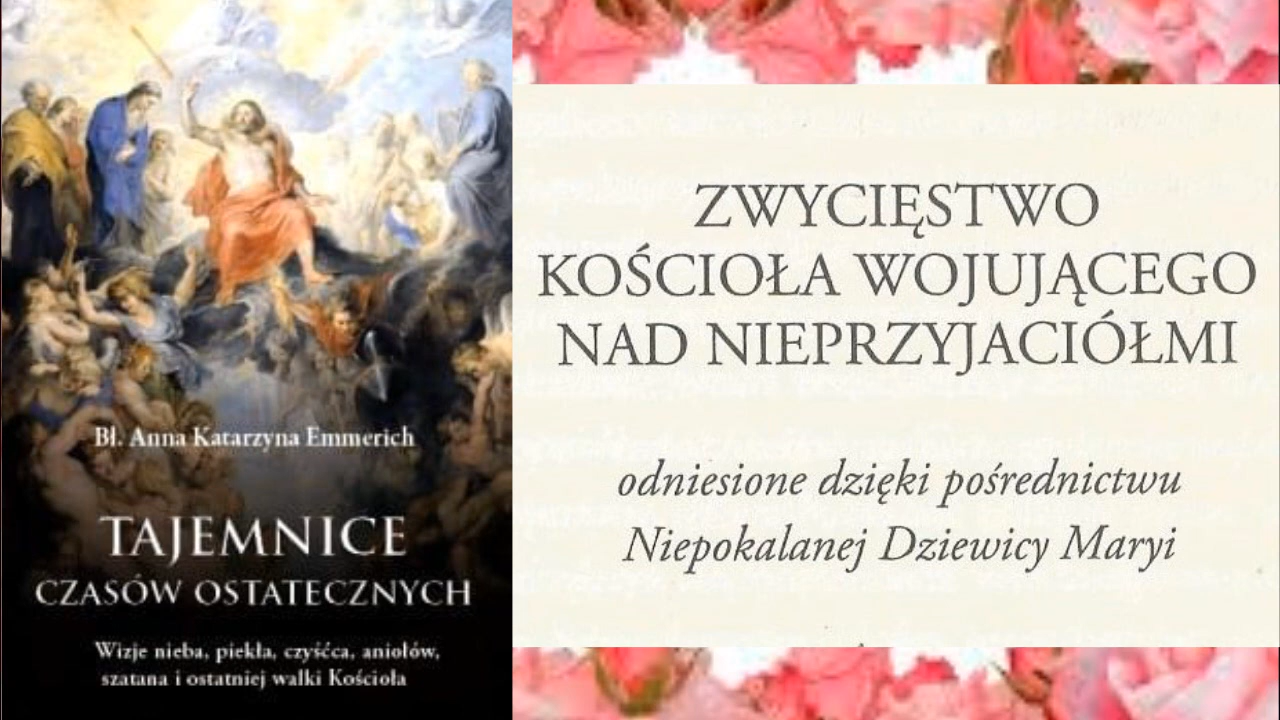 Bł. Anna Katarzyna Emmerich
TAJEMNICE
CZASÓW OSTATECZNYCH
Wizje nieba, piekła, czyśćca, aniołów,
szatana i ostatniej walki Kościoła
ZWYCIĘSTWO
KOŚCIOŁA WOJUJĄCEGO
NAD NIEPRZYJACIÓŁMI
odniesione dzięki pośrednictwu
Niepokalanej Dziewicy Maryi